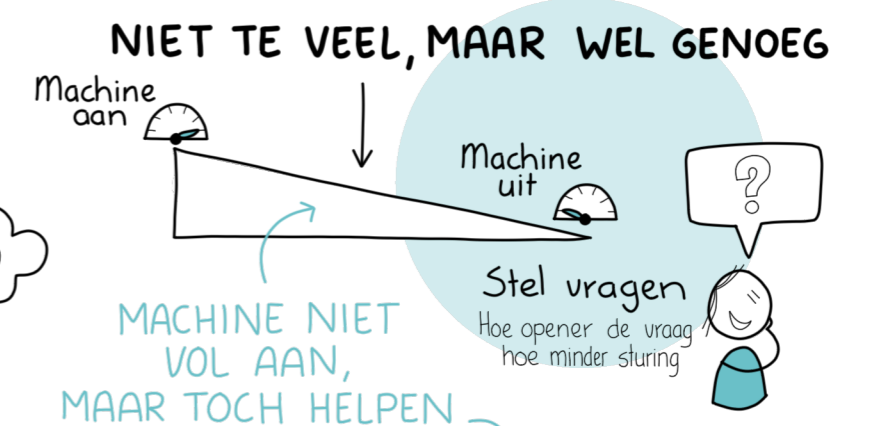 NIET TE VEEL, MAAR WEL GENOEG
Machine
aan
Machine
uit
?
Stel vragen
Hoe opener de vraag
hoe minder sturing
MACHINE NIET
VOL AAN,
MAAR TOCH HELPEN